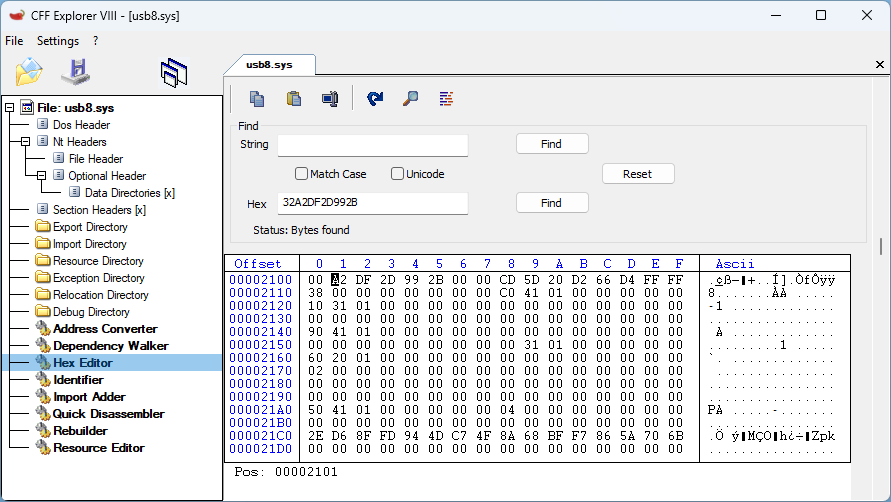 CFF Explorer VIII - [usb8.sys]
File Settings ?
usb8.sys
File: usb8.sys
Dos Header
Nt Headers
File Header
Optional Header
Data Directories [x]
Section Headers [x]
Export Directory
Import Directory
Resource Directory
Exception Directory
Relocation Directory
Debug Directory
Address Converter
Dependency Walker
Hex Editor
Identifier
Import Adder
Quick Disassembler
Rebuilder
Resource Editor
Find
String Find
Match Case Unicode Reset
Hex 32A2DF2D992B Find
Status: Bytes found
Offset 0 1 2 3 4 5 6 7 8 9 A B C D E F Ascii
00002100 00 A2 DF 2D 99 2B 00 00 CD 5D 20 D2 66 D4 FF FF .¢ß–▮+..Í].ÒfÔÿÿ
00002110 38 00 00 00 00 00 00 00 C0 41 01 00 00 00 00 00 8.......ÀA......
00002120 10 31 01 00 00 00 00 00 00 00 00 00 00 00 00 00
00002130 00 00 00 00 00 00 00 00 00 00 00 00 00 00 00 00 ................
00002140 90 41 01 00 00 00 00 00 00 00 00 00 00 00 00 00
00002150 00 00 00 00 00 00 00 00 00 31 01 00 00 00 00 00
00002160 60 20 01 00 00 00 00 00 00 00 00 00 00 00 00 00
00002170 02 00 00 00 00 00 00 00 00 00 00 00 00 00 00 00
00002180 00 00 00 00 00 00 00 00 00 00 00 00 00 00 00 00 ................
00002190 00 00 00 00 00 00 00 00 00 00 00 00 00 00 00 00 ................
000021A0 50 41 01 00 00 00 00 00 04 00 00 00 00 00 00 00
000021B0 00 00 00 00 00 00 00 00 00 00 00 00 00 00 00 00 ................
000021C0 2E D6 8F FD 94 4D C7 4F 8A 68 BF F7 86 5A 70 6B .Ö ý▮MÇO▮h¿÷▮Zpk
000021D0 00 00 00 00 00 00 00 00 00 00 00 00 00 00 00 00 ................
Pos: 00002101